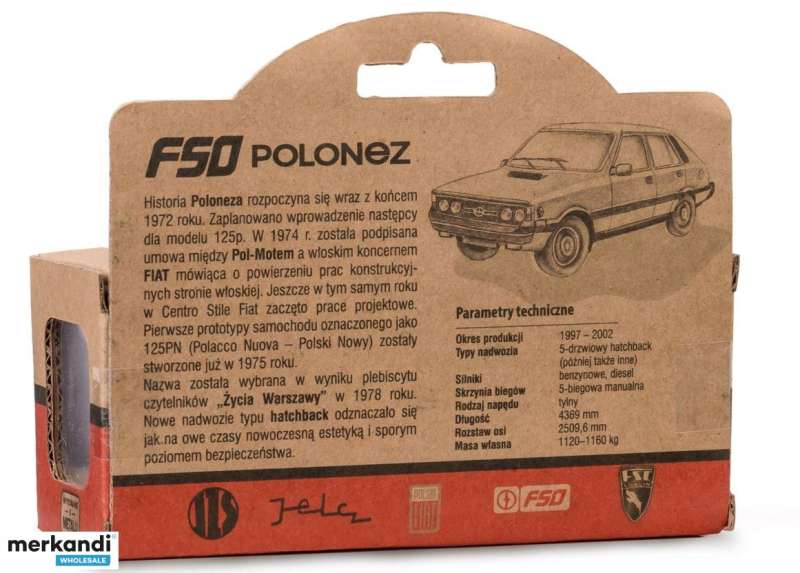 FSO POLONEZ
Historia Poloneza rozpoczyna się wraz z końcem
1972 roku. Zaplanowano wprowadzenie następcy
dla modelu 125p. W 1974 r. została podpisana
umowa między Pol-Motem a włoskim koncernem
FIAT mówiąca o powierzeniu prac konstrukcyj-
nych stronie włoskiej. Jeszcze w tym samym roku
w Centro Stile Fiat zaczęto prace projektowe.
Pierwsze prototypy samochodu oznaczonego jako
125PN (Polacco Nuova – Polski Nowy) zostały
stworzone już w 1975 roku.
Nazwa została wybrana w wyniku plebiscytu
czytelników „Życia Warszawy” w 1978 roku.
Nowe nadwozie typu hatchback odznaczało się
jak na owe czasy nowoczesną estetyką i sporym
poziomem bezpieczeństwa.
Parametry techniczne
Okres produkcji 1997 – 2002
Typy nadwozia 5-drzwiowy hatchback
(później także inne)
Silniki benzynowe, diesel
Skrzynia biegów 5-biegowa manualna
Rodzaj napędu tylny
Długość 4369 mm
Rozstaw osi 2509,6 mm
Masa własna 1120–1160 kg
Jelcz
POLSKI
FIAT
FSO
merkandi
WHOLESALE